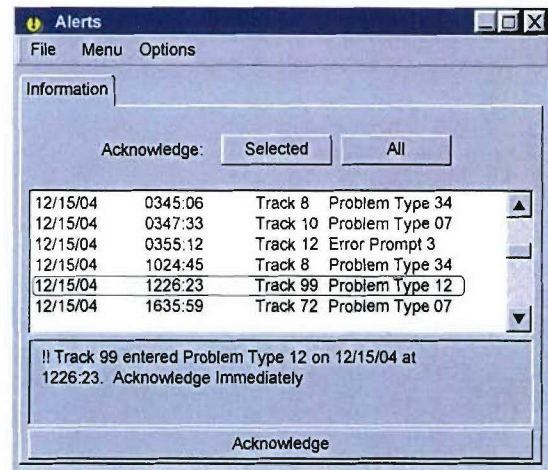 Alerts
File Menu Options
Information
Acknowledge: Selected All
12/15/04 0345:06 Track 8 Problem Type 34
12/15/04 0347:33 Track 10 Problem Type 07
12/15/04 0355:12 Track 12 Error Prompt 3
12/15/04 1024:45 Track 8 Problem Type 34
12/15/04 1226:23 Track 99 Problem Type 12
12/15/04 1635:59 Track 72 Problem Type 07
!! Track 99 entered Problem Type 12 on 12/15/04 at
1226:23. Acknowledge Immediately
Acknowledge